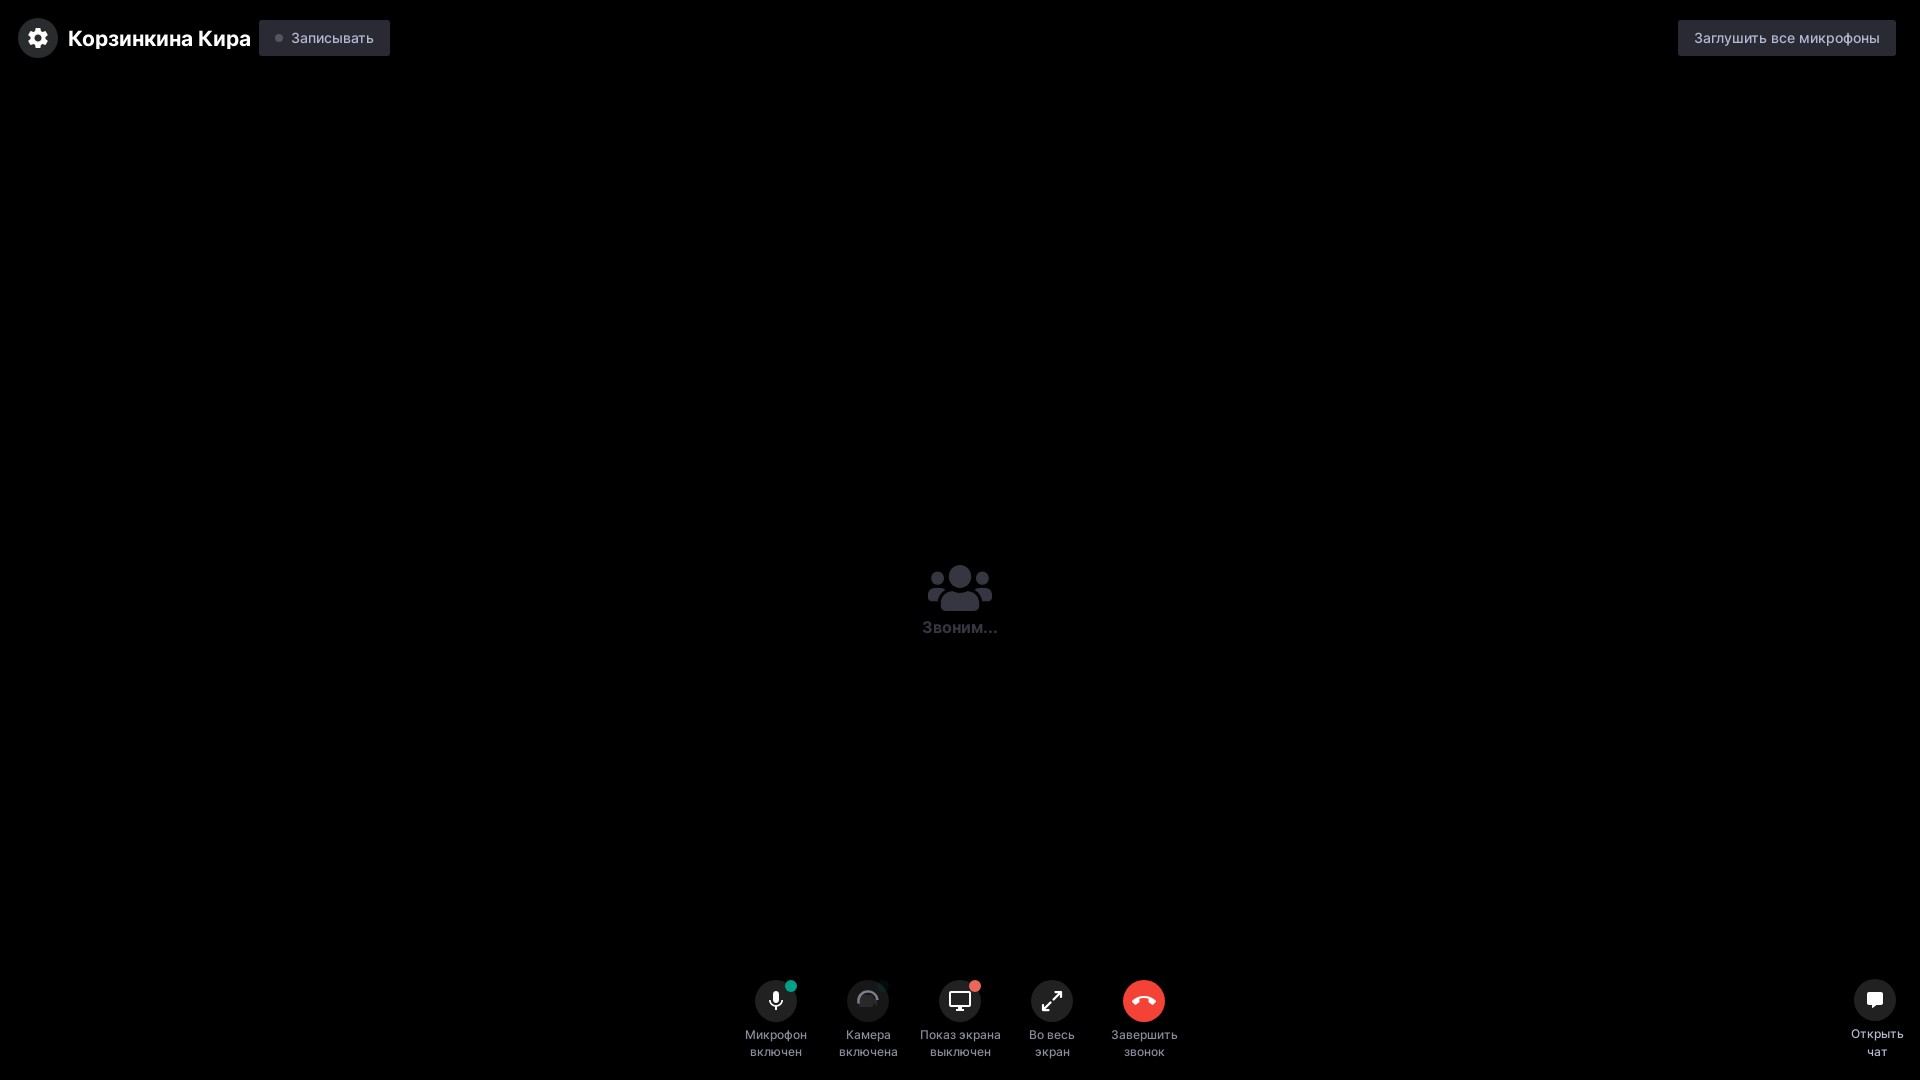 Корзинкина Кира
Записывать
Заглушить все микрофоны
Звоним...
Микрофон
включен
Камера
включена
Показ экрана
выключен
Во весь
экран
Завершить
звонок
Открыть
чат